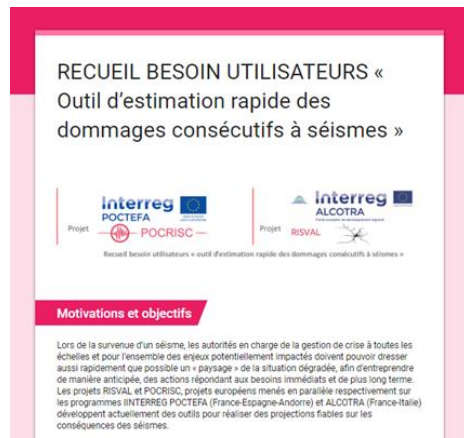 RECUEIL BESOIN UTILISATEURS «
Outil d'estimation rapide des
dommages consécutifs à séismes »
Interreg
POCTEFA
Projet
POCRISC
Interreg
ALCOTRA
Fonds européen de développement régional
Projet
RISVAL
Recueil besoin utilisateurs « outil d'estimation rapide des dommages consécutifs à séismes »
Motivations et objectifs
Lors de la survenue d'un séisme, les autorités en charge de la gestion de crise à toutes les
échelles et pour l'ensemble des enjeux potentiellement impactés doivent pouvoir dresser
aussi rapidement que possible un « paysage » de la situation dégradée, afin d'entreprendre
de manière anticipée, des actions répondant aux besoins immédiats et de plus long terme.
Les projets RISVAL et POCRISC, projets européens menés en parallèle respectivement sur
les programmes IINTERREG POCTEFA (France-Espagne-Andorre) et ALCOTRA (France-Italie)
développent actuellement des outils pour réaliser des projections fiables sur les
conséquences des séismes.